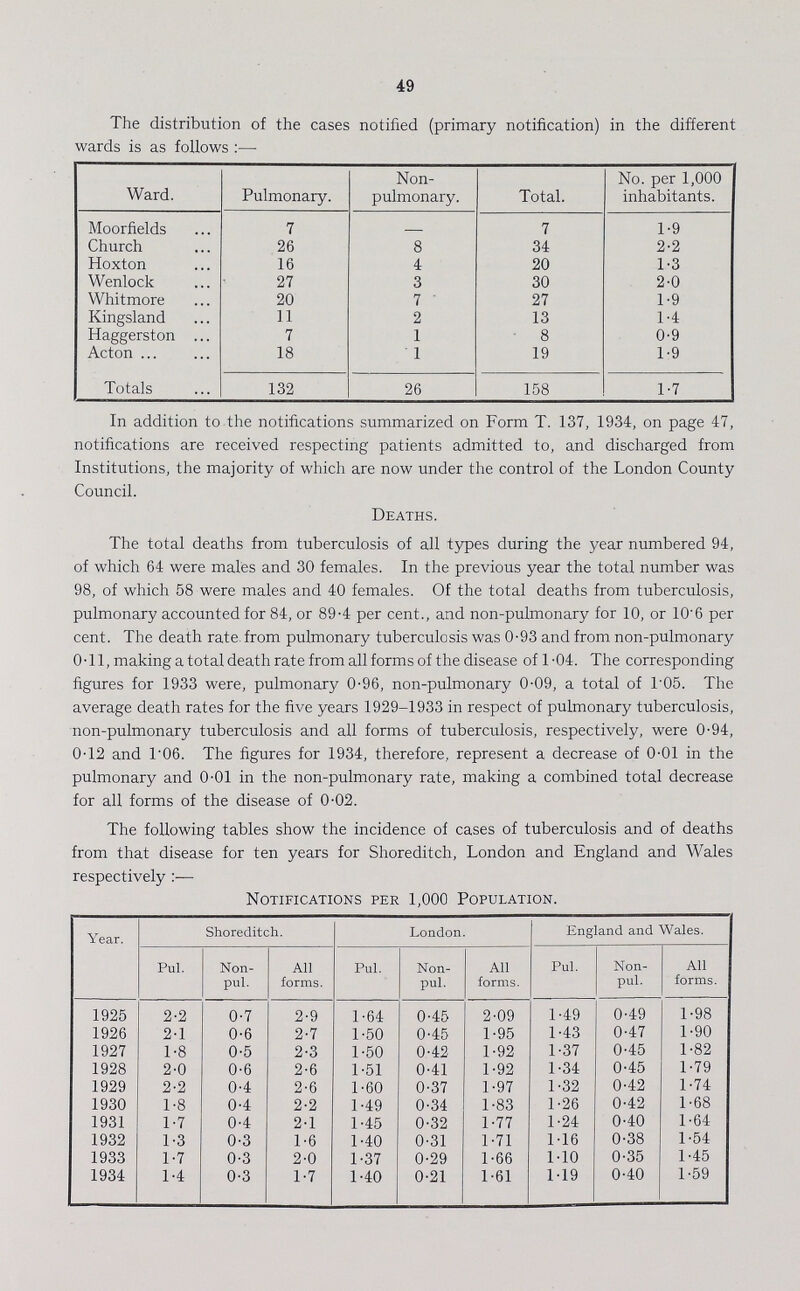 49
The distribution of the cases notified (primary notification) in the different
wards is as follows :—
Ward. Pulmonary. Non-pulmonary. Total. No. per 1,000 inhabitants.
Moorfields ... 7 — 7 1·9
Church ... 26 8 34 2·2
Hoxton ... 16 4 20 1·3
Wenlock ... 27 3 30 2·0
Whitmore ... 20 7 27 1·9
Kingsland ... 11 2 13 1·4
Haggerston ... 7 1 8 0·9
Acton ... ... 18 1 19 1·9
Totals ... 132 26 158 1·7
In addition to the notifications summarized on Form T. 137, 1934, on page 47,
notifications are received respecting patients admitted to, and discharged from
Institutions, the majority of which are now under the control of the London County
Council.
Deaths.
The total deaths from tuberculosis of all types during the year numbered 94,
of which 64 were males and 30 females. In the previous year the total number was
98, of which 58 were males and 40 females. Of the total deaths from tuberculosis,
pulmonary accounted for 84, or 89·4 per cent., and non-pulmonary for 10, or 10·6 per
cent. The death rate from pulmonary tuberculosis was 0·93 and from non-pulmonary
0·11, making a total death rate from all forms of the disease of 1·04. The corresponding
figures for 1933 were, pulmonary 0·96, non-pulmonary 0·09, a total of 1·05. The
average death rates for the five years 1929–1933 in respect of pulmonary tuberculosis,
non-pulmonary tuberculosis and all forms of tuberculosis, respectively, were 0·94,
0·12 and 1·06. The figures for 1934, therefore, represent a decrease of 0·01 in the
pulmonary and 0·01 in the non-pulmonary rate, making a combined total decrease
for all forms of the disease of 0·02.
The following tables show the incidence of cases of tuberculosis and of deaths
from that disease for ten years for Shoreditch, London and England and Wales
respectively :—
Notifications per 1,000 Population.
Year. Shoreditch. London. England and Wales.
Pul. Non-pul. All forms. Pul. Non-pul. All forms. Pul. Non-pul. All forms.
1925 2·2 0·7 2·9 1·64 0·45 2·09 1·49 0·49 1·98
1926 2·1 0·6 2·7 1·50 0·45 1·95 1·43 0·47 1·90
1927 1·8 0·5 2·3 1·50 0·42 1·92 1·37 0·45 1·82
1928 2·0 0·6 2·6 1·51 0·41 1·92 1·34 0·45 1·79
1929 2·2 0·4 2·6 1·60 0·37 1·97 1·32 0·42 1·74
1930 1·8 0·4 2·2 1·49 0·34 1·83 1·26 0·42 1·68
1931 1·7 0·4 2·1 1·45 0·32 1·77 1·24 0·40 1·64
1932 1·3 0·3 1·6 1·40 0·31 1·71 1·16 0·38 1·54
1933 1·7 0·3 2·0 1·37 0·29 1·66 1·10 0·35 1·45
1934 1·4 0·3 1·7 1·40 0·21 1·61 1·19 0·40 1·59